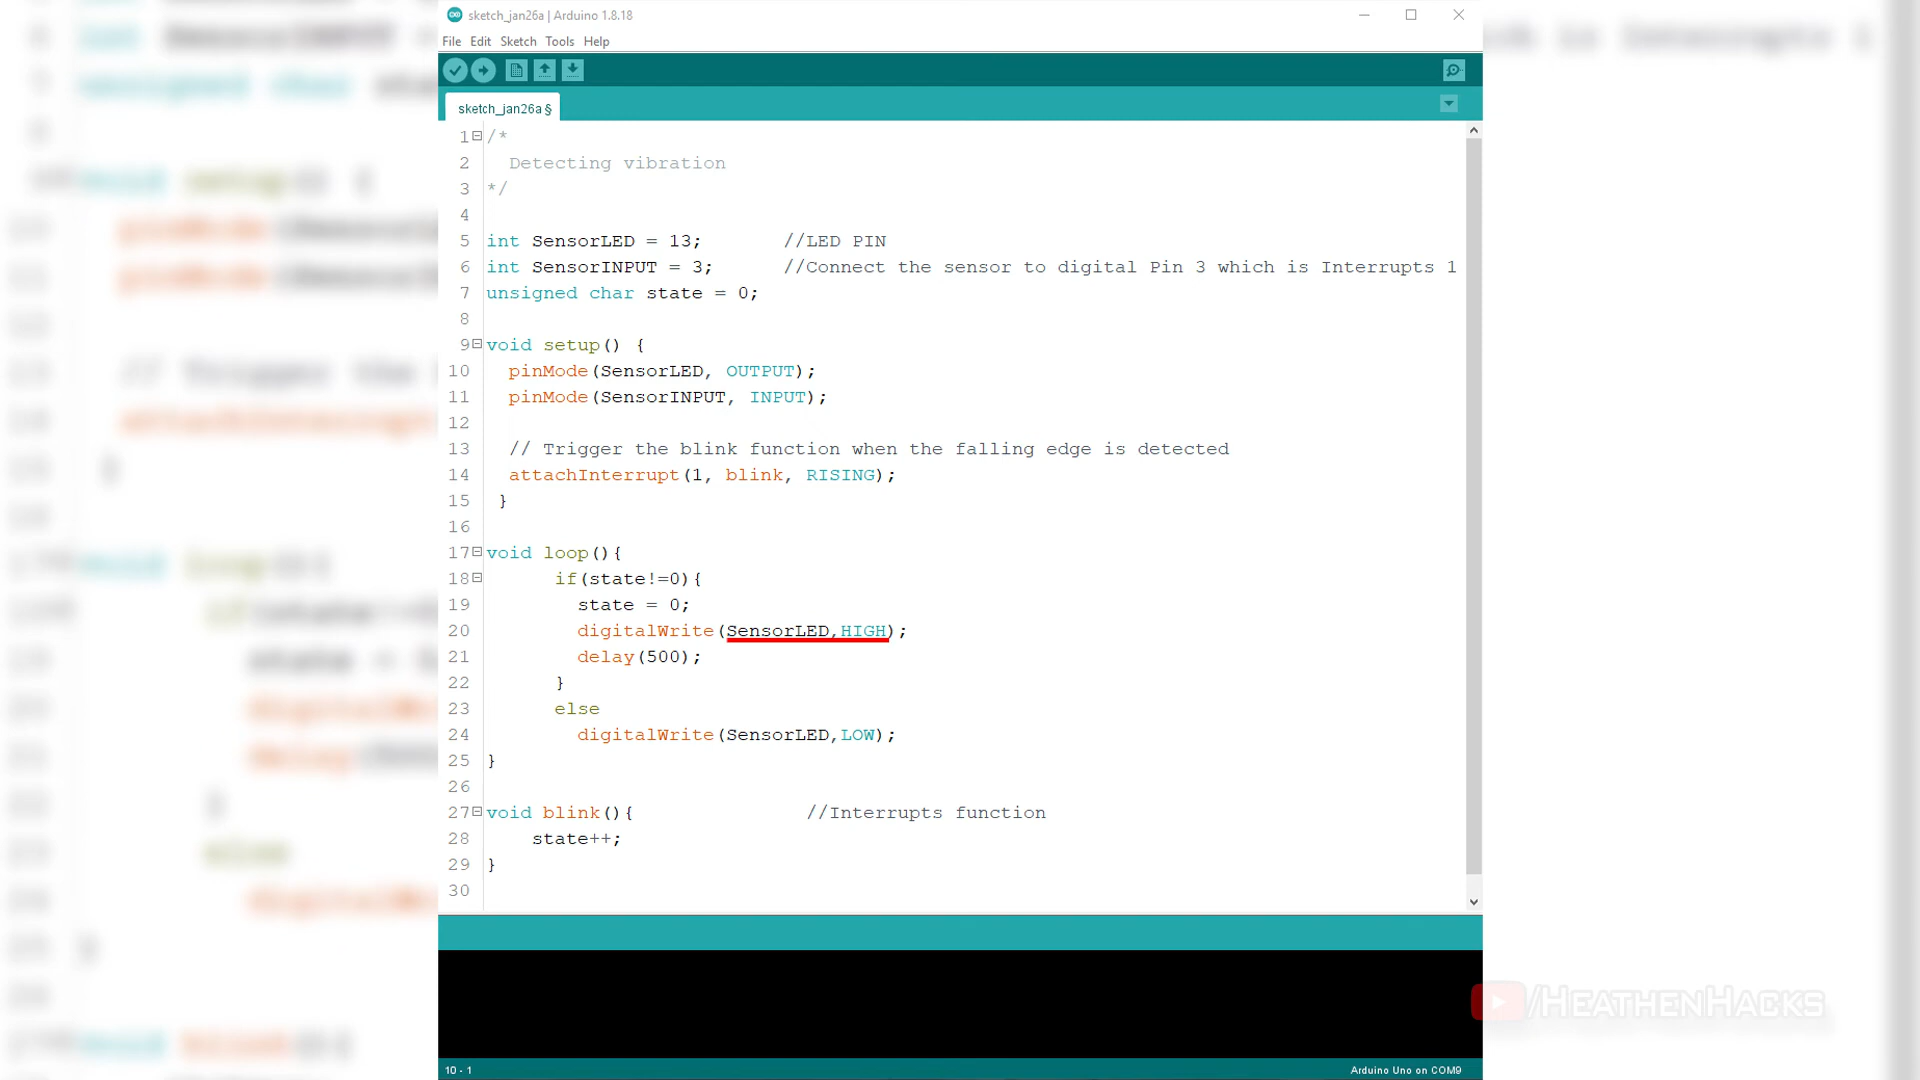 sketch_jan26a | Arduino 1.8.18
File Edit Sketch Tools Help
sketch_jan26a §
1 /*
2 Detecting vibration
3 */
4
5 int SensorLED = 13; //LED PIN
6 int SensorINPUT = 3; //Connect the sensor to digital Pin 3 which is Interrupts 1
7 unsigned char state = 0;
8
9 void setup() {
10 pinMode(SensorLED, OUTPUT);
11 pinMode(SensorINPUT, INPUT);
12
13 // Trigger the blink function when the falling edge is detected
14 attachInterrupt(1, blink, RISING);
15 }
16
17 void loop(){
18 if(state!=0){
19 state = 0;
20 digitalWrite(SensorLED,HIGH);
21 delay(500);
22 }
23 else
24 digitalWrite(SensorLED,LOW);
25 }
26
27 void blink(){ //Interrupts function
28 state++;
29 }
30
/HEATHENHACKS
10 - 1
Arduino Uno on COM9